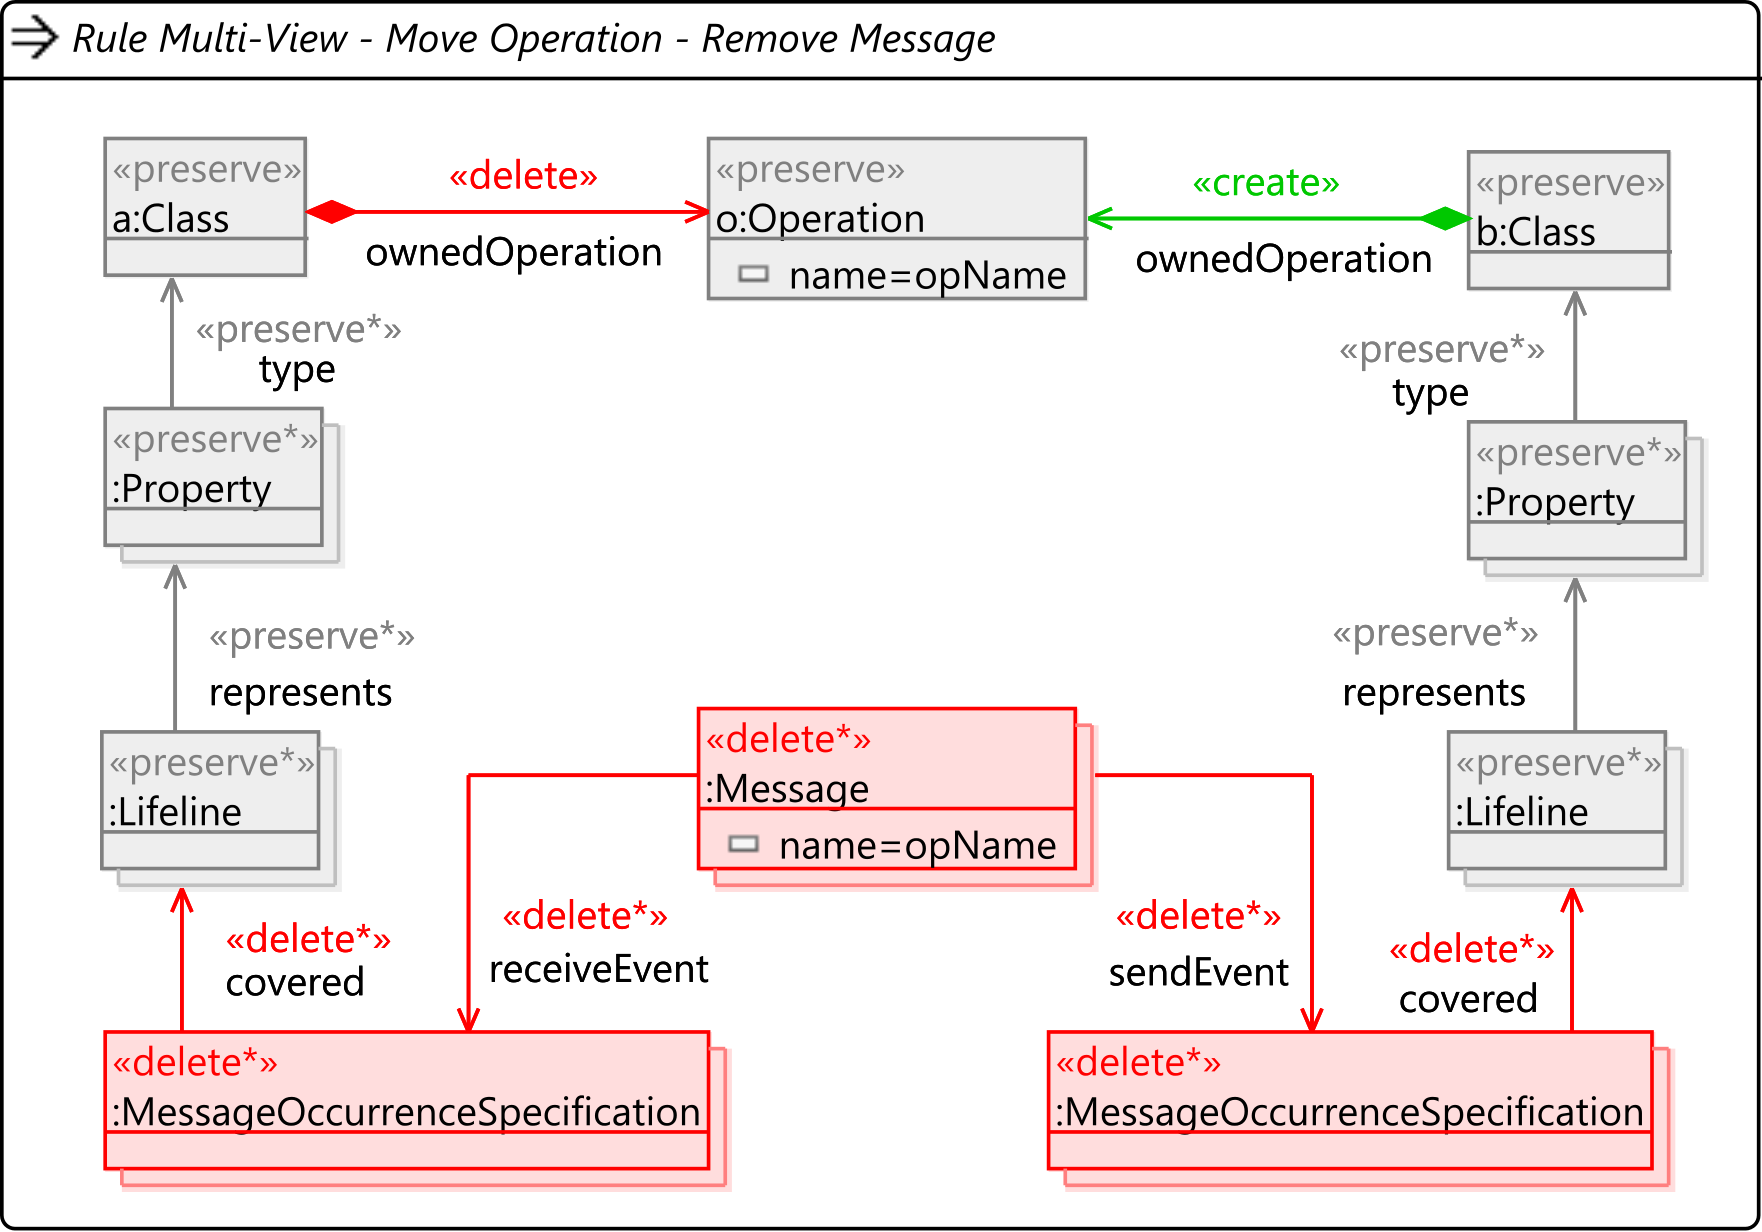 Rule Multi-View - Move Operation - Remove Message
«preserve»
a:Class
«delete»
ownedOperation
«preserve»
o:Operation
name=opName
«create»
ownedOperation
«preserve»
b:Class
«preserve*»
type
«preserve*»
type
«preserve*»
:Property
«preserve*»
:Property
«preserve*»
represents
«preserve*»
represents
«preserve*»
:Lifeline
«delete*»
:Message
name=opName
«preserve*»
:Lifeline
«delete*»
covered
«delete*»
receiveEvent
«delete*»
sendEvent
«delete*»
covered
«delete*»
:MessageOccurrenceSpecification
«delete*»
:MessageOccurrenceSpecification